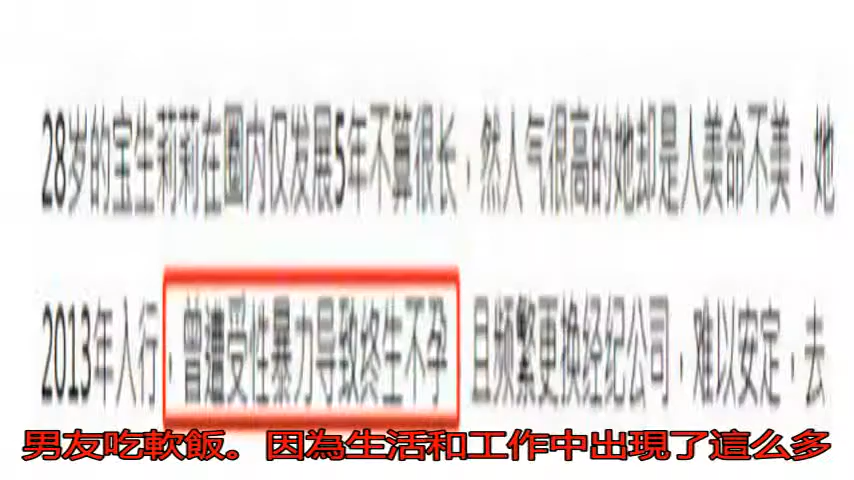 28岁的宝生莉莉在圈内仅发展5年不算很长，然人气很高的她却是人美命不美，她
2013年入行，曾遭受性暴力导致终生不孕 且频繁更换经纪公司，难以安定，去
男友吃軟飯。因為生活和工作中出現了這么多